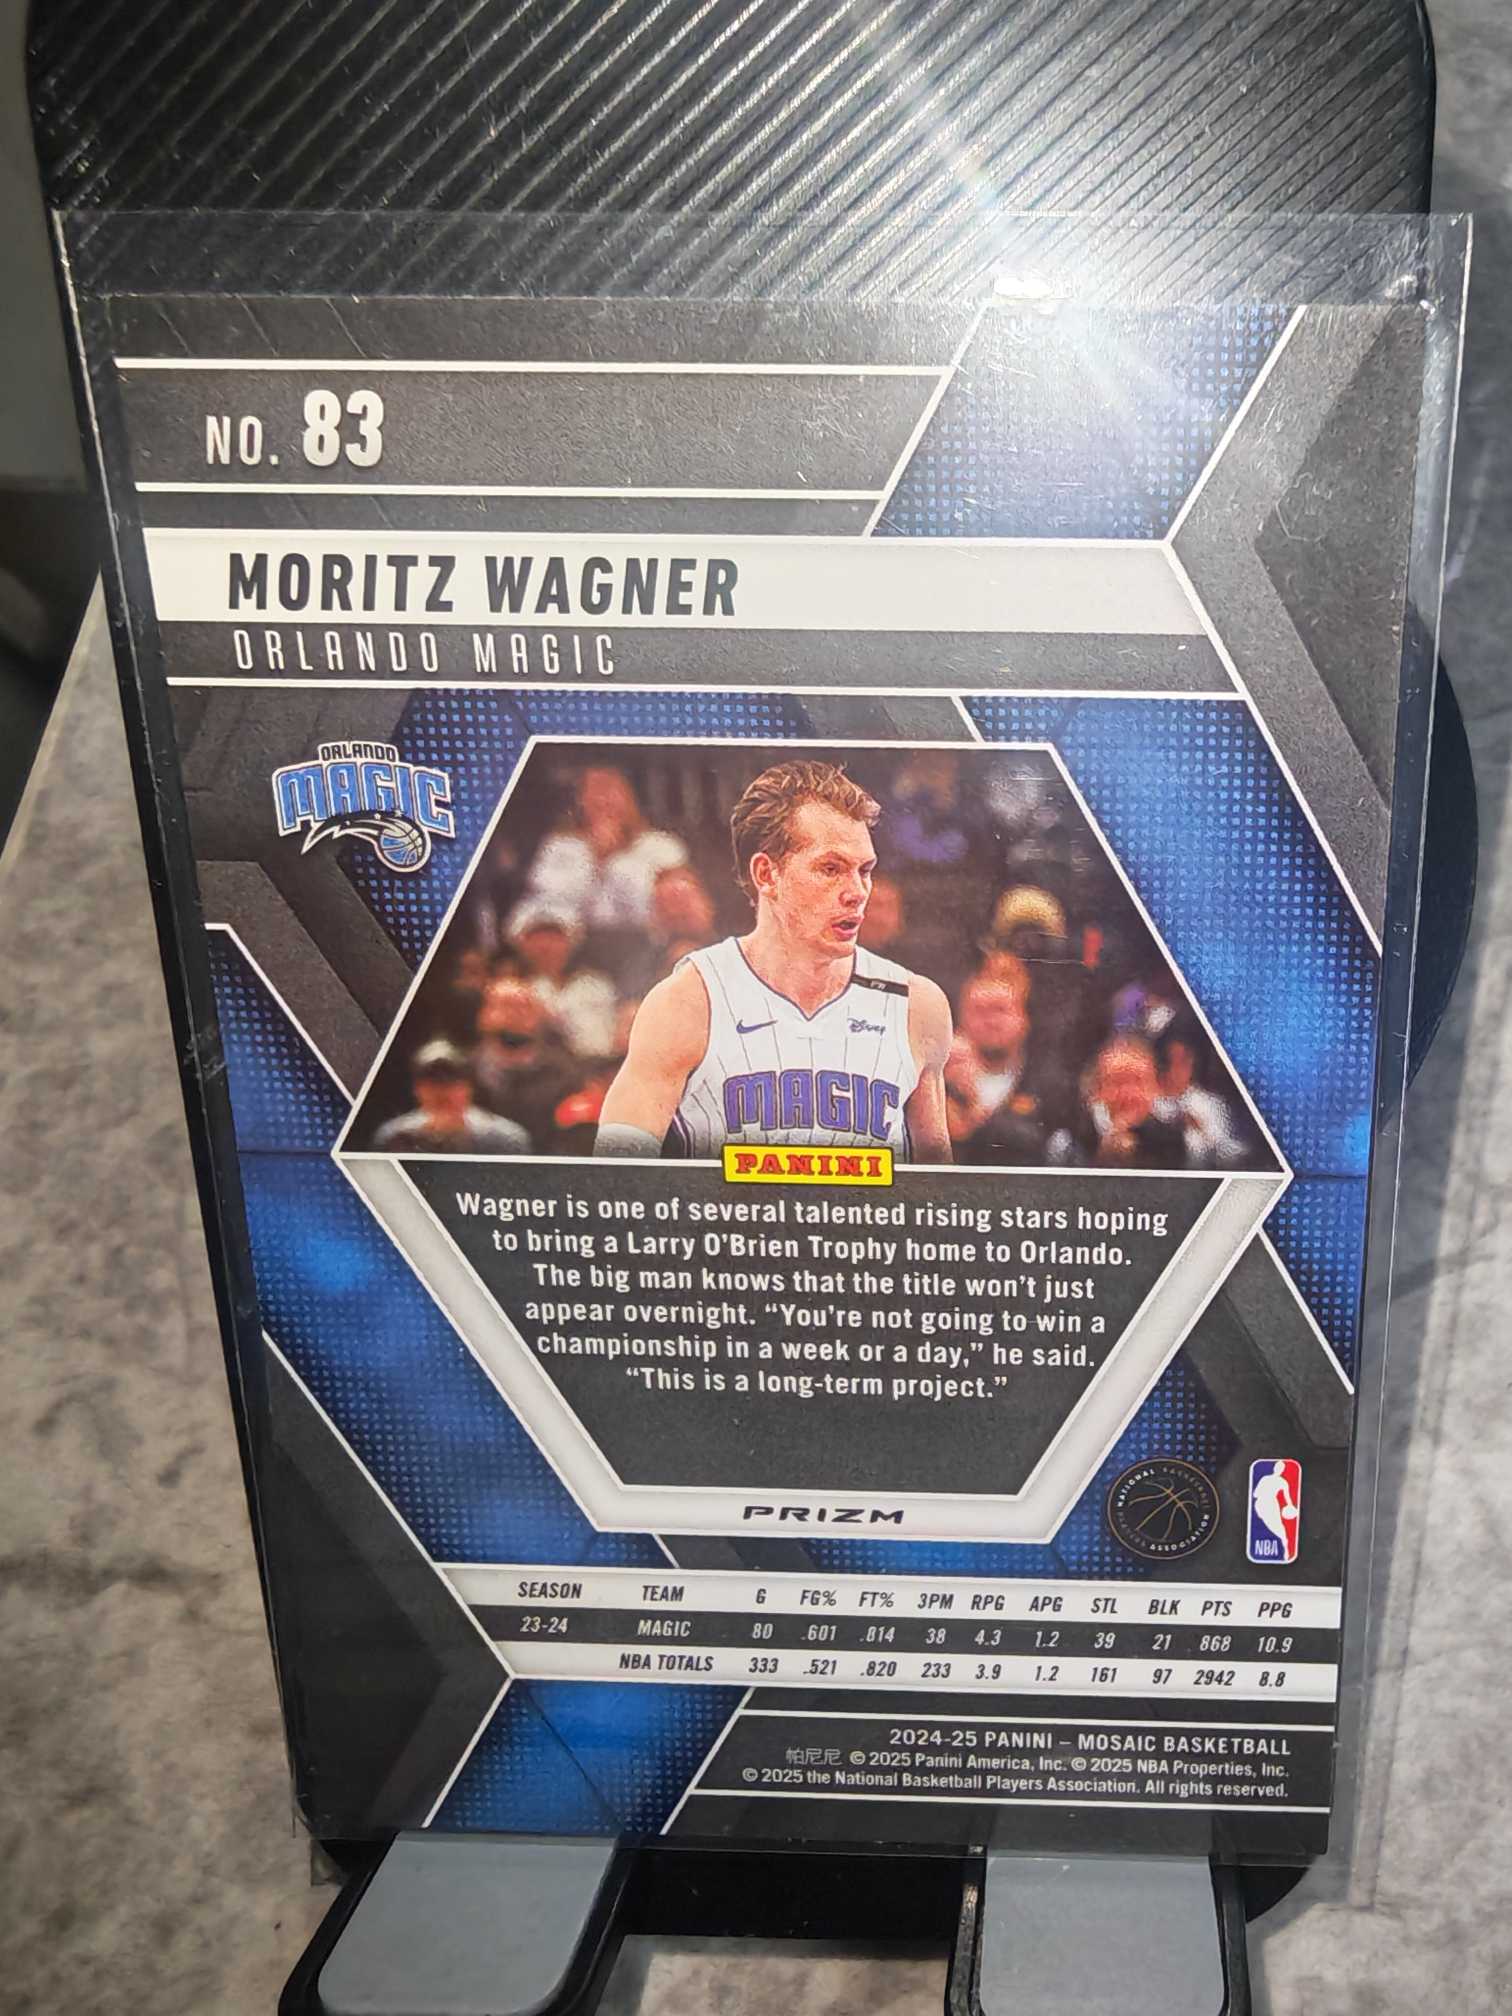 NO. 83
MORITZ WAGNER
ORLANDO MAGIC
ORLANDO
MAGIC
Disney
MAGIC
PANINI
Wagner is one of several talented rising stars hoping
to bring a Larry O'Brien Trophy home to Orlando.
The big man knows that the title won't just
appear overnight. “You're not going to win a
championship in a week or a day,” he said.
“This is a long-term project.”
PRIZM
NATIONAL BASKETBALL PLAYERS ASSOCIATION
NBA
SEASON TEAM G FG% FT% 3PM RPG APG STL BLK PTS PPG
23-24 MAGIC 80 .601 .814 38 4.3 1.2 39 21 868 10.9
NBA TOTALS 333 .521 .820 233 3.9 1.2 161 97 2942 8.8
2024-25 PANINI – MOSAIC BASKETBALL
帕尼尼 © 2025 Panini America, Inc. © 2025 NBA Properties, Inc.
© 2025 the National Basketball Players Association. All rights reserved.